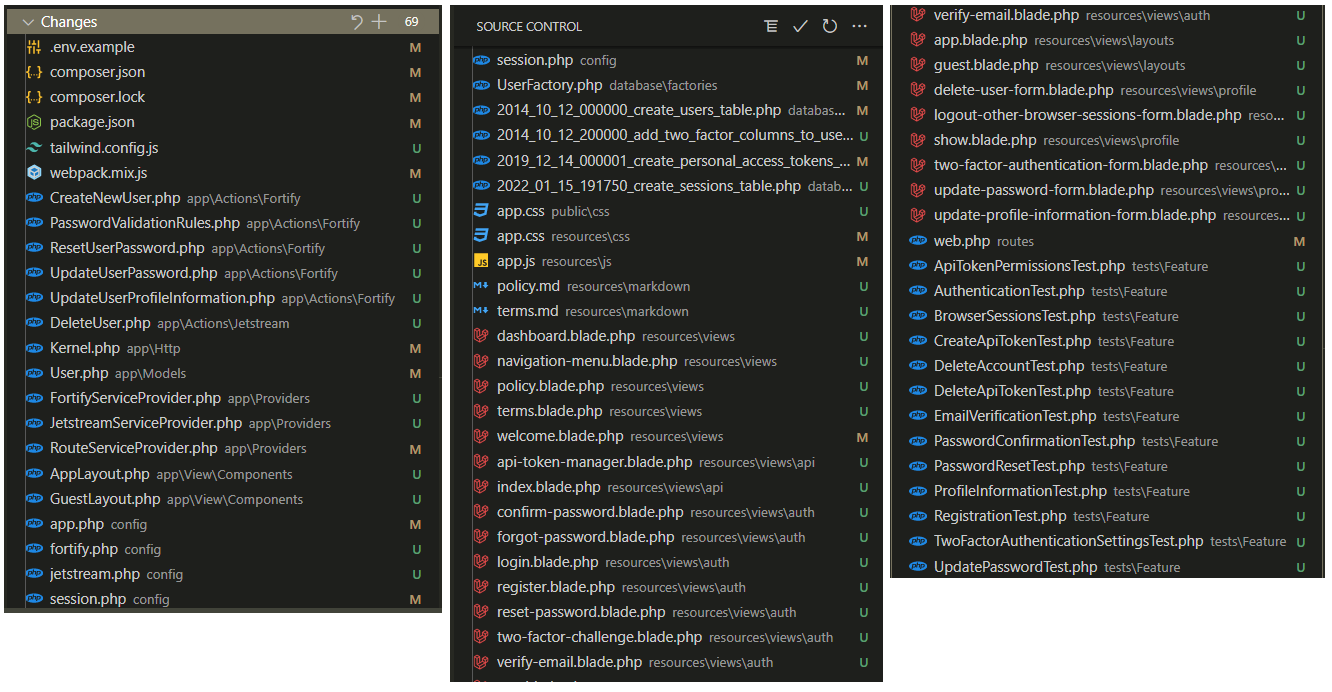 Changes 69
.env.example M
composer.json M
composer.lock M
package.json M
tailwind.config.js U
webpack.mix.js M
CreateNewUser.php app\Actions\Fortify U
PasswordValidationRules.php app\Actions\Fortify U
ResetUserPassword.php app\Actions\Fortify U
UpdateUserPassword.php app\Actions\Fortify U
UpdateUserProfileInformation.php app\Actions\Fortify U
DeleteUser.php app\Actions\Jetstream U
Kernel.php app\Http M
User.php app\Models M
FortifyServiceProvider.php app\Providers U
JetstreamServiceProvider.php app\Providers U
RouteServiceProvider.php app\Providers M
AppLayout.php app\View\Components U
GuestLayout.php app\View\Components U
app.php config M
fortify.php config U
jetstream.php config U
session.php config M
SOURCE CONTROL
session.php config M
UserFactory.php database\factories M
2014_10_12_000000_create_users_table.php databas... M
2014_10_12_200000_add_two_factor_columns_to_use... U
2019_12_14_000001_create_personal_access_tokens_... M
2022_01_15_191750_create_sessions_table.php datab... U
app.css public\css U
app.css resources\css M
app.js resources\js M
policy.md resources\markdown U
terms.md resources\markdown U
dashboard.blade.php resources\views U
navigation-menu.blade.php resources\views U
policy.blade.php resources\views U
terms.blade.php resources\views U
welcome.blade.php resources\views M
api-token-manager.blade.php resources\views\api U
index.blade.php resources\views\api U
confirm-password.blade.php resources\views\auth U
forgot-password.blade.php resources\views\auth U
login.blade.php resources\views\auth U
register.blade.php resources\views\auth U
reset-password.blade.php resources\views\auth U
two-factor-challenge.blade.php resources\views\auth U
verify-email.blade.php resources\views\auth U
verify-email.blade.php resources\views\auth U
app.blade.php resources\views\layouts U
guest.blade.php resources\views\layouts U
delete-user-form.blade.php resources\views\profile U
logout-other-browser-sessions-form.blade.php reso... U
show.blade.php resources\views\profile U
two-factor-authentication-form.blade.php resources\... U
update-password-form.blade.php resources\views\pro... U
update-profile-information-form.blade.php resources... U
web.php routes M
ApiTokenPermissionsTest.php tests\Feature U
AuthenticationTest.php tests\Feature U
BrowserSessionsTest.php tests\Feature U
CreateApiTokenTest.php tests\Feature U
DeleteAccountTest.php tests\Feature U
DeleteApiTokenTest.php tests\Feature U
EmailVerificationTest.php tests\Feature U
PasswordConfirmationTest.php tests\Feature U
PasswordResetTest.php tests\Feature U
ProfileInformationTest.php tests\Feature U
RegistrationTest.php tests\Feature U
TwoFactorAuthenticationSettingsTest.php tests\Feature U
UpdatePasswordTest.php tests\Feature U